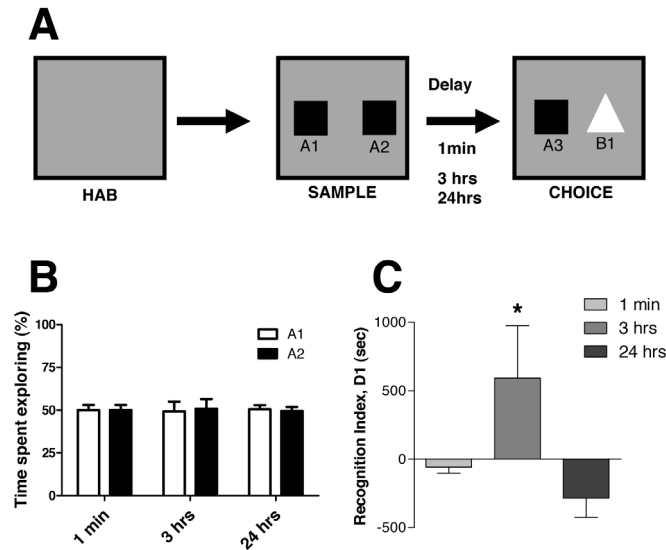 A
A1
A2
Delay
1min
3 hrs
24hrs
A3
B1
HAB
SAMPLE
CHOICE
B
Time spent exploring (%)
100
75
50
25
0
A1
A2
1 min
3 hrs
24 hrs
C
Recognition Index, D1 (sec)
1000
500
0
-500
*
1 min
3 hrs
24 hrs